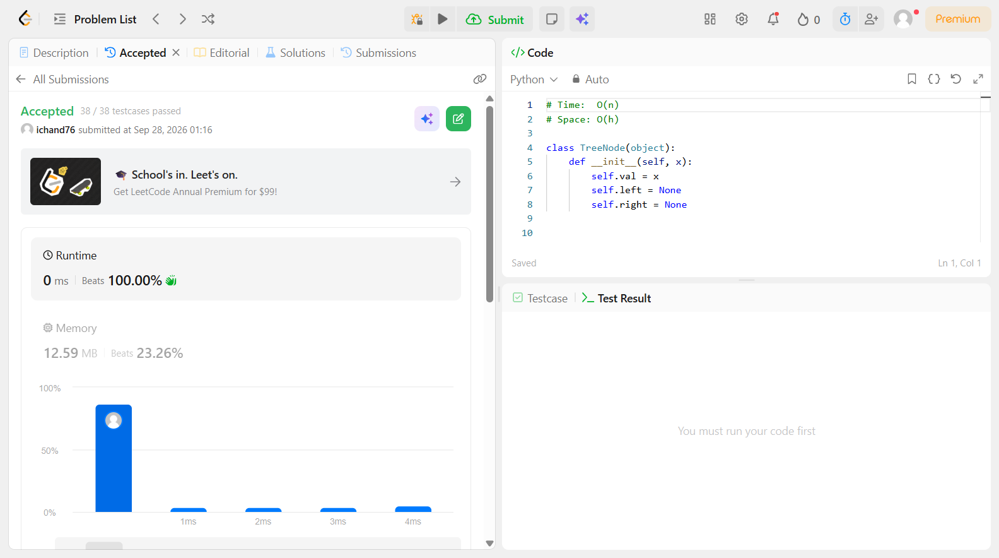 Problem List
Submit
0
Premium
Description
Accepted
Editorial
Solutions
Submissions
All Submissions
Accepted 38 / 38 testcases passed
ichand76 submitted at Sep 28, 2026 01:16
School's in. Leet's on.
Get LeetCode Annual Premium for $99!
Runtime
0 ms Beats 100.00%
Memory
12.59 MB Beats 23.26%
100%
50%
0%
1ms 2ms 3ms 4ms
Code
Python Auto
1 # Time:  O(n)
2 # Space: O(h)
3
4 class TreeNode(object):
5     def __init__(self, x):
6         self.val = x
7         self.left = None
8         self.right = None
9
10
Saved Ln 1, Col 1
Testcase
Test Result
You must run your code first